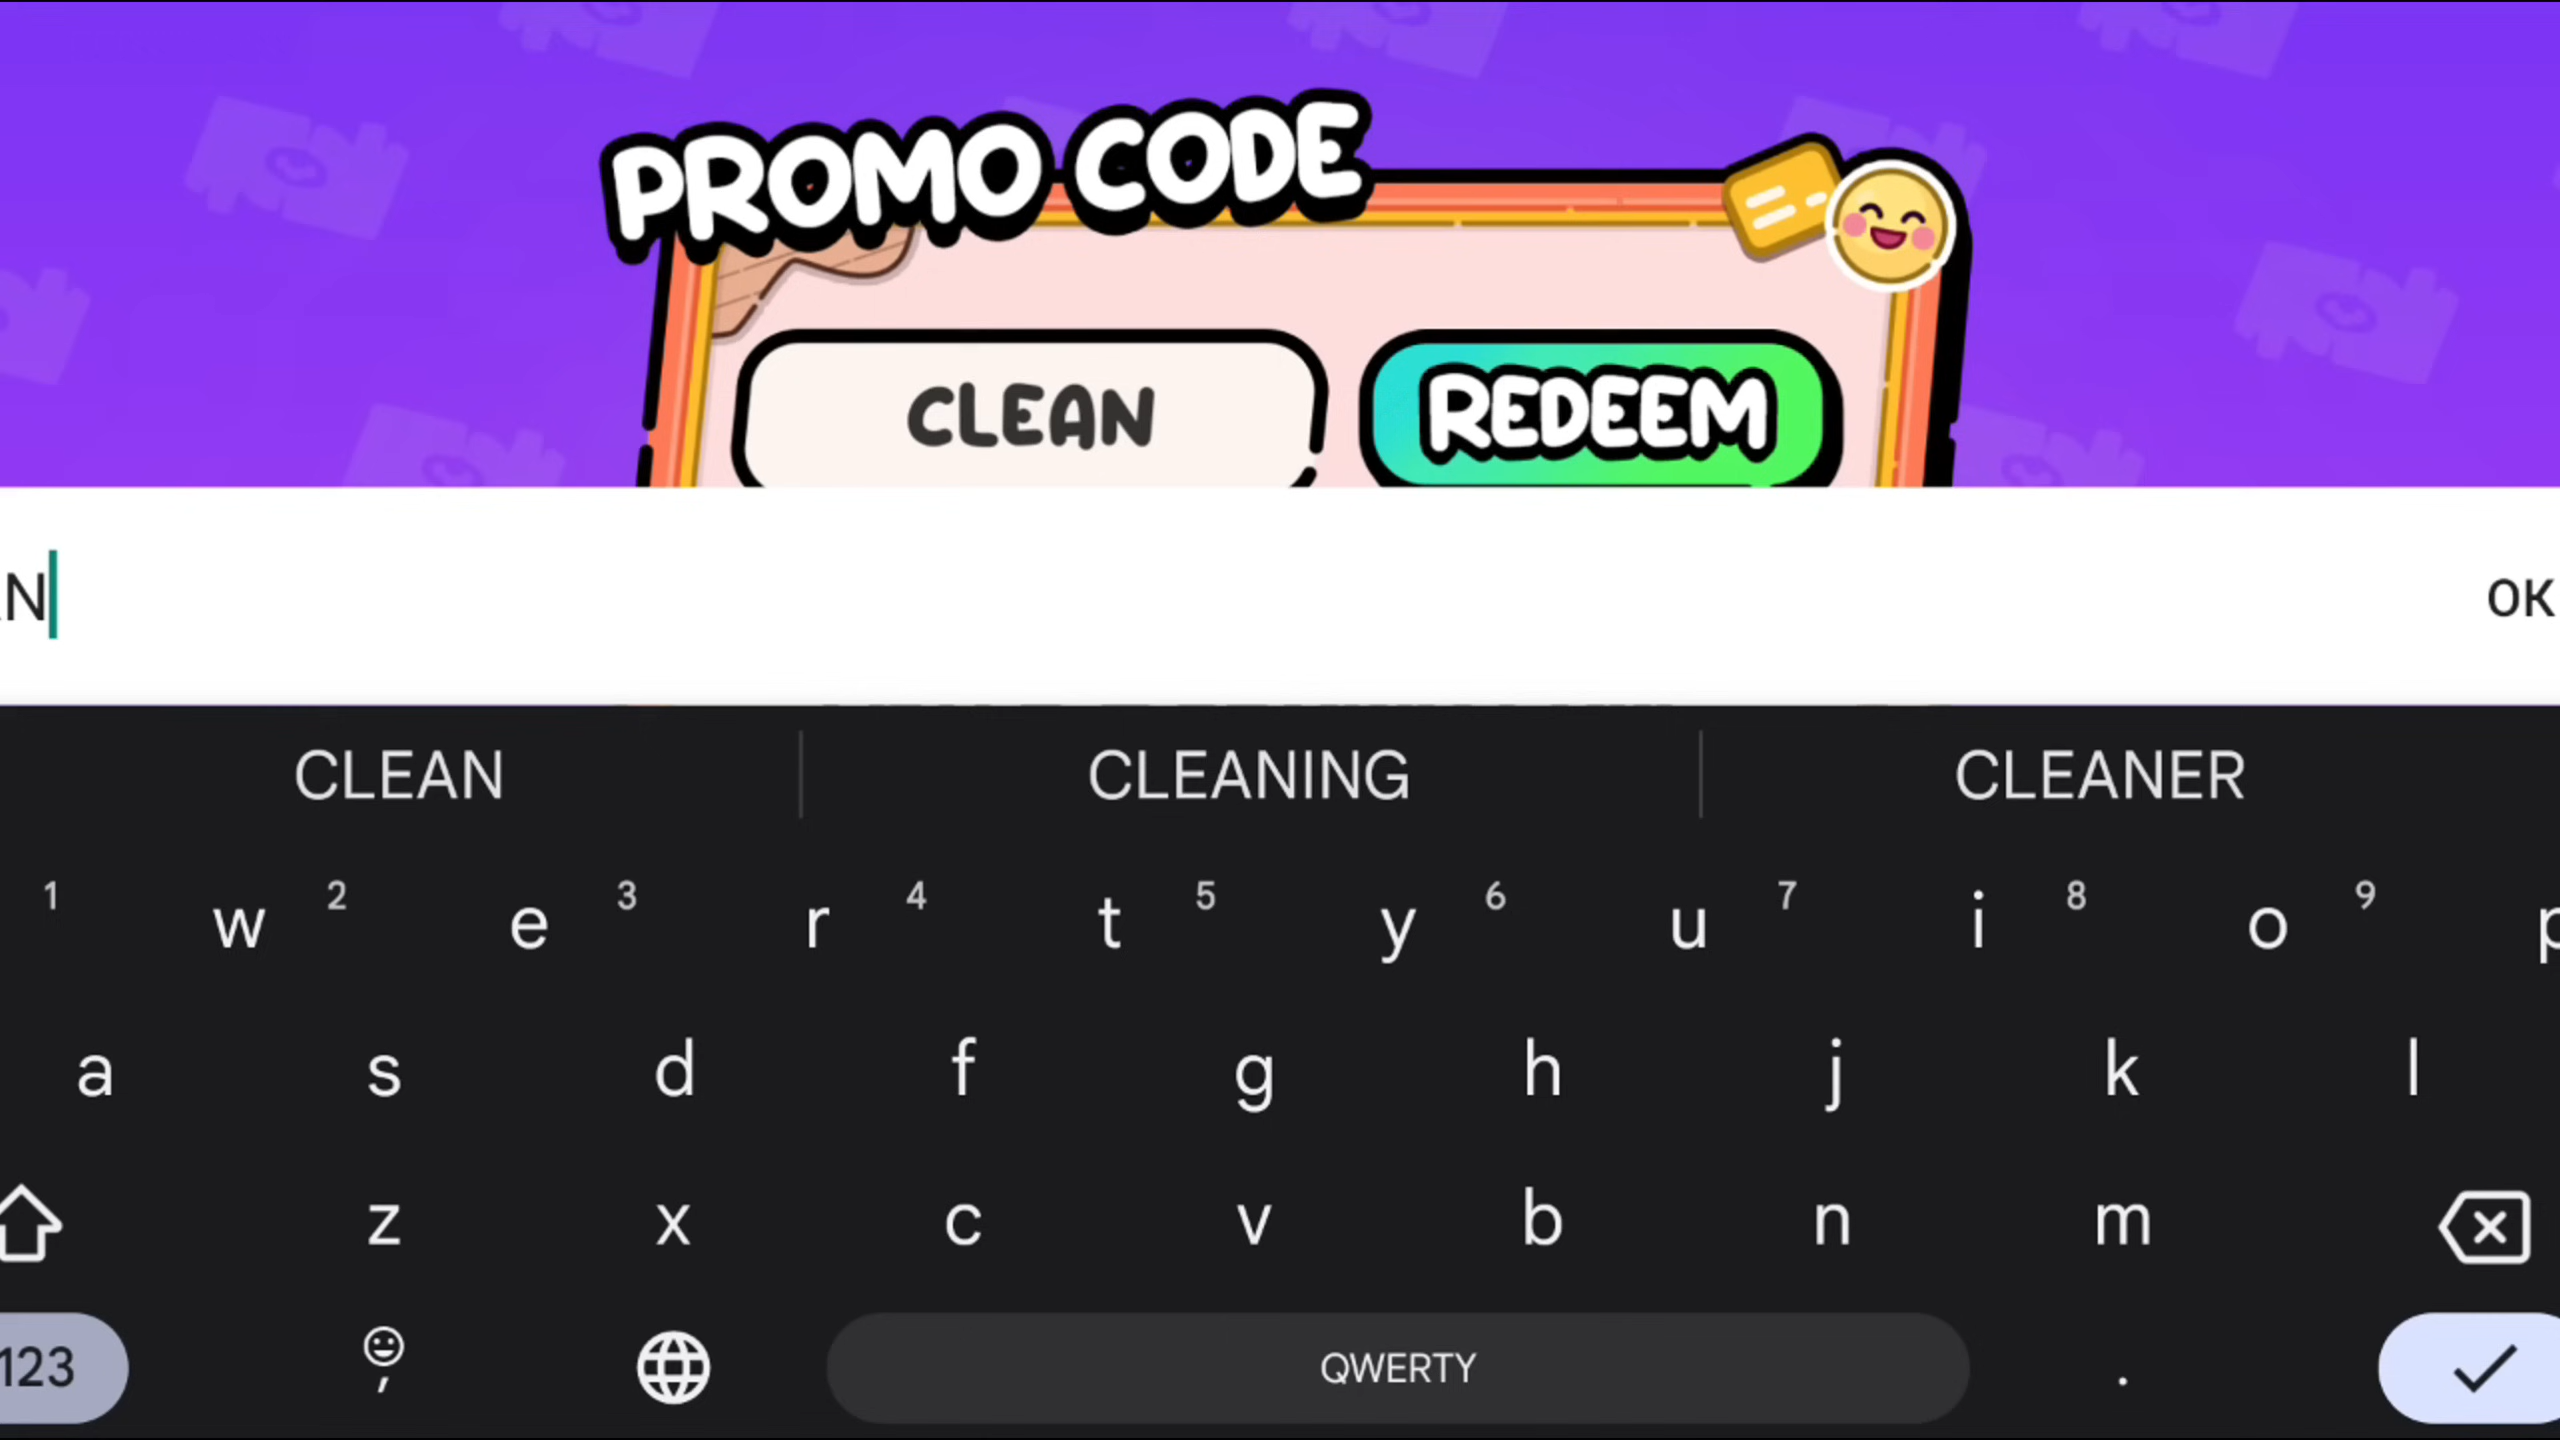 PROMO CODE
CLEAN
REDEEM
AN
OK
CLEAN
CLEANING
CLEANER
1 w 2 e 3 r 4 t 5 y 6 u 7 i 8 o 9 p
a s d f g h j k l
z x c v b n m
123 , QWERTY .